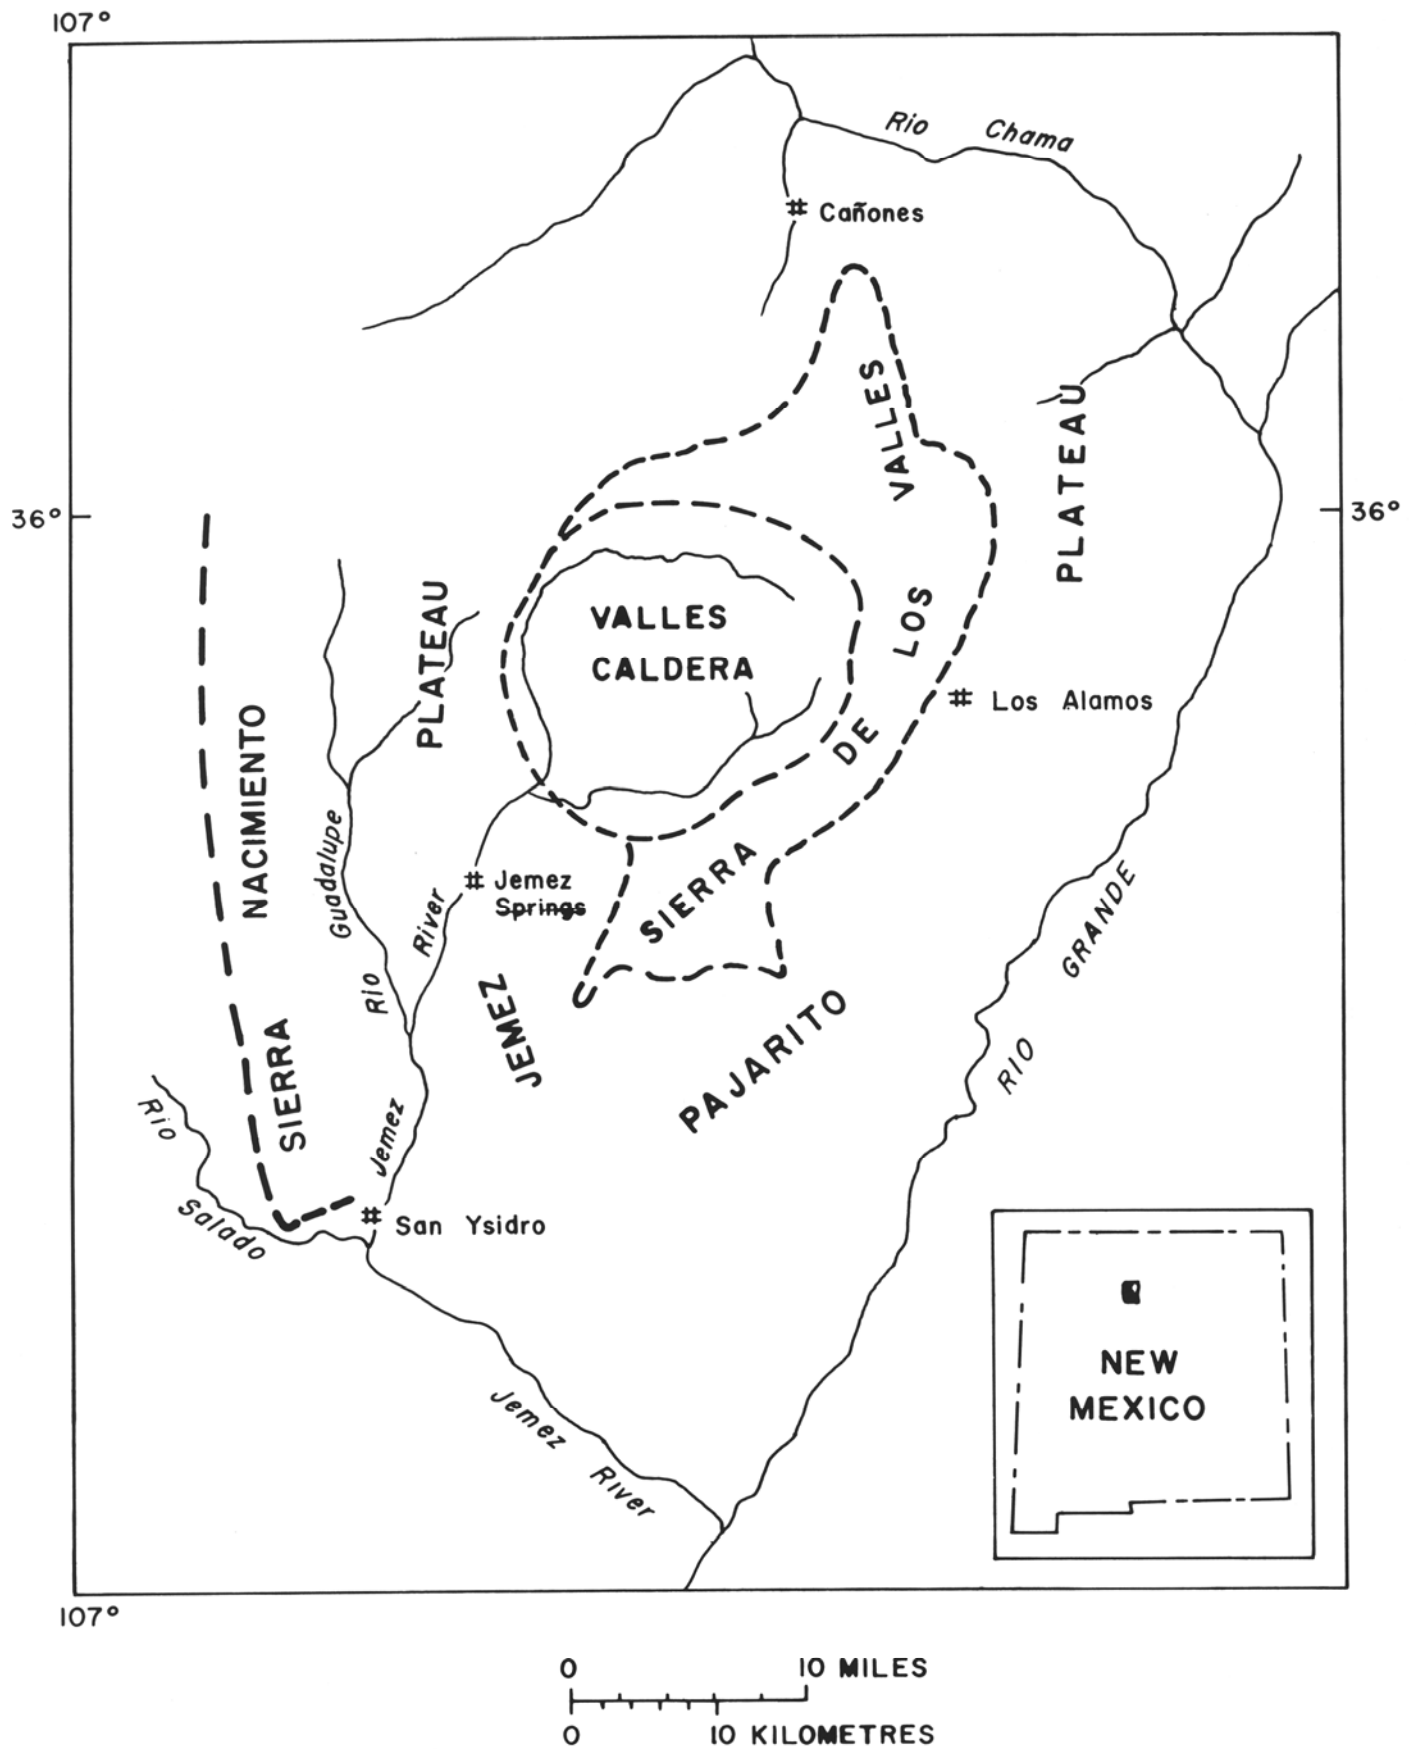 107°
Rio Chama
Cañones
VALLES
PLATEAU
36°
36°
VALLES
CALDERA
LOS
PLATEAU
Los Alamos
DE
NACIMIENTO
Guadalupe
SIERRA
Jemez
Springs
River
GRANDE
RIO
Rio
JEMEZ
PAJARITO
SIERRA
Jemez
Rio
Salado
San Ysidro
NEW
MEXICO
Jemez River
107°
0 10 MILES
0 10 KILOMETRES